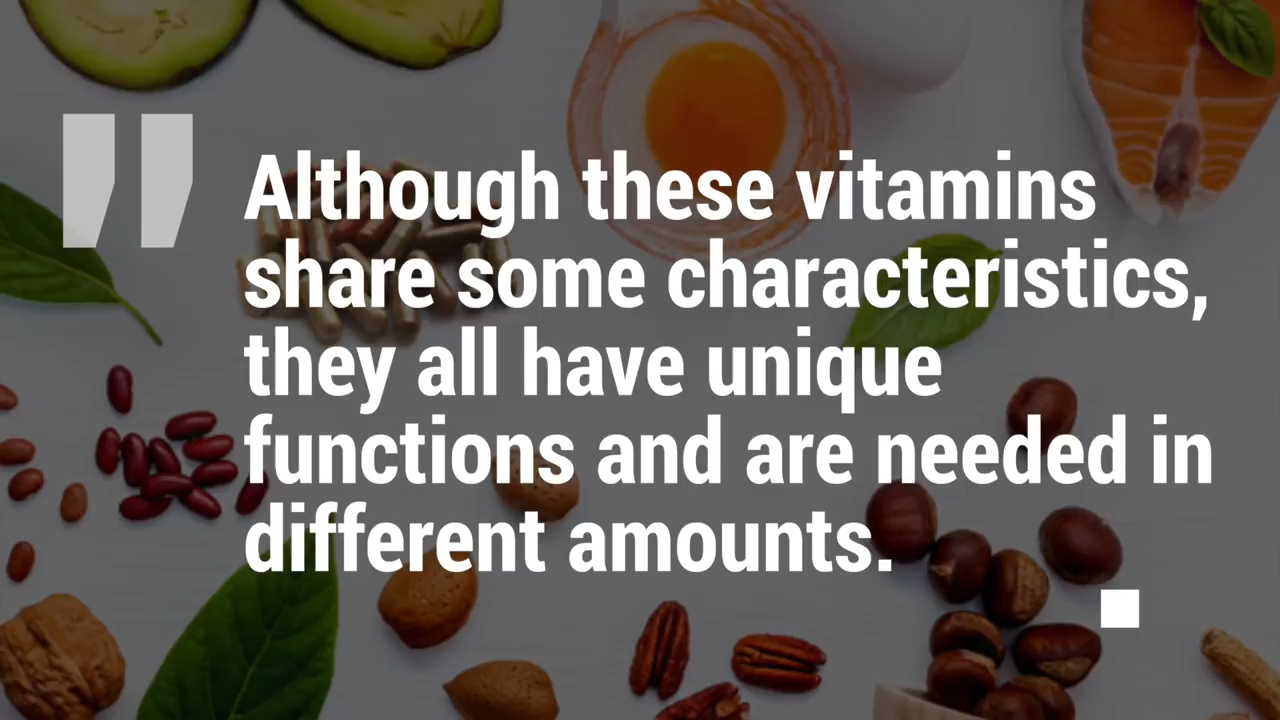 "
Although these vitamins
share some characteristics,
they all have unique
functions and are needed in
different amounts.